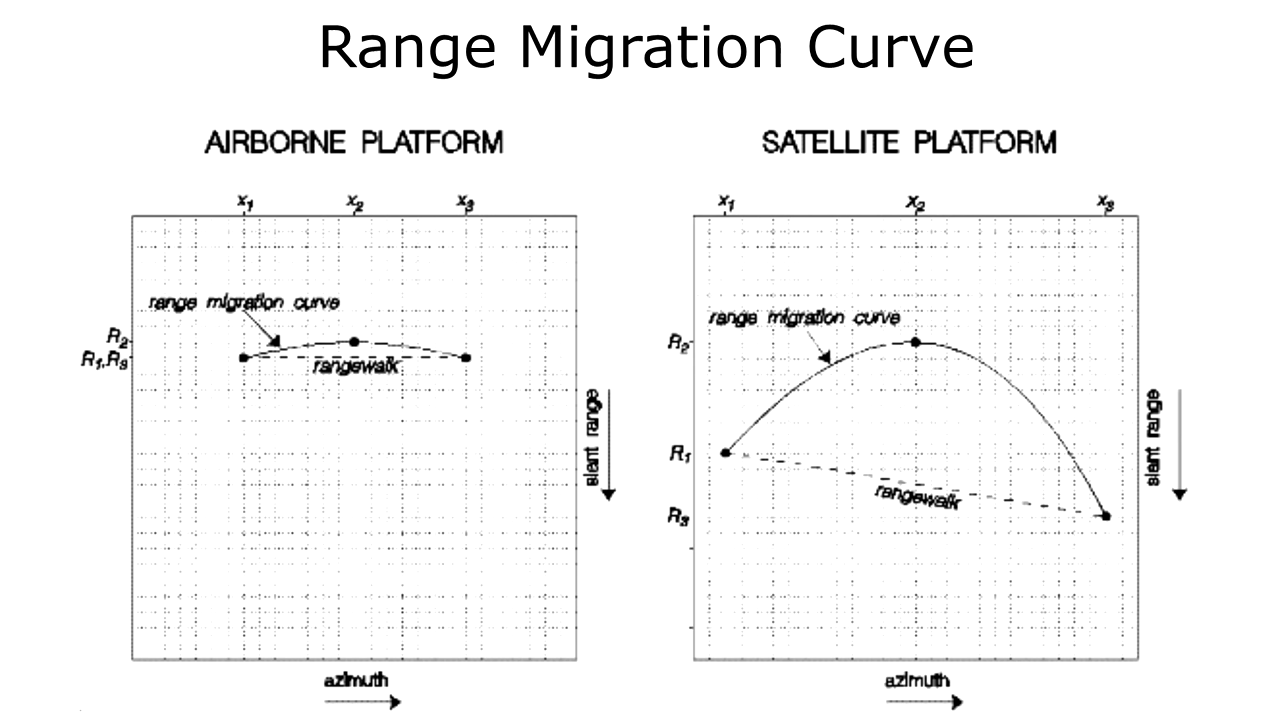 Range Migration Curve
AIRBORNE PLATFORM
x1 x2 x3
range migration curve
R2
R1,R3
rangewalk
slant range
azimuth
SATELLITE PLATFORM
x1 x2 x3
range migration curve
R2
R1
rangewalk
R3
slant range
azimuth